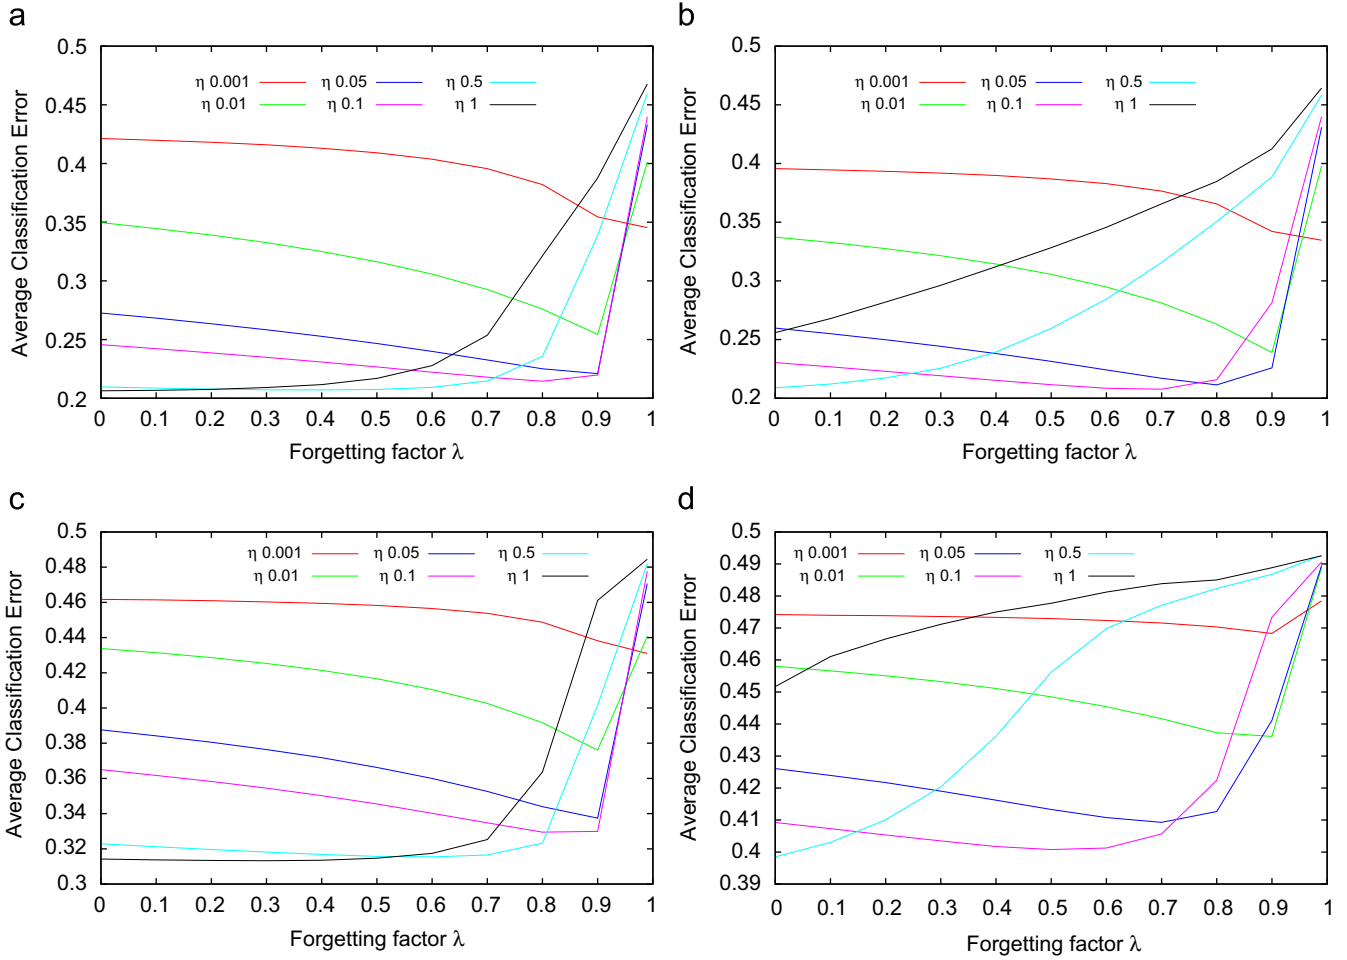 a
0.5
0.45
0.4
0.35
0.3
0.25
0.2
Average Classification Error
η 0.001 η 0.05 η 0.5
η 0.01 η 0.1 η 1
0 0.1 0.2 0.3 0.4 0.5 0.6 0.7 0.8 0.9 1
Forgetting factor λ
b
0.5
0.45
0.4
0.35
0.3
0.25
0.2
Average Classification Error
η 0.001 η 0.05 η 0.5
η 0.01 η 0.1 η 1
0 0.1 0.2 0.3 0.4 0.5 0.6 0.7 0.8 0.9 1
Forgetting factor λ
c
0.5
0.48
0.46
0.44
0.42
0.4
0.38
0.36
0.34
0.32
0.3
Average Classification Error
η 0.001 η 0.05 η 0.5
η 0.01 η 0.1 η 1
0 0.1 0.2 0.3 0.4 0.5 0.6 0.7 0.8 0.9 1
Forgetting factor λ
d
0.5
0.49
0.48
0.47
0.46
0.45
0.44
0.43
0.42
0.41
0.4
0.39
Average Classification Error
η 0.001 η 0.05 η 0.5
η 0.01 η 0.1 η 1
0 0.1 0.2 0.3 0.4 0.5 0.6 0.7 0.8 0.9 1
Forgetting factor λ